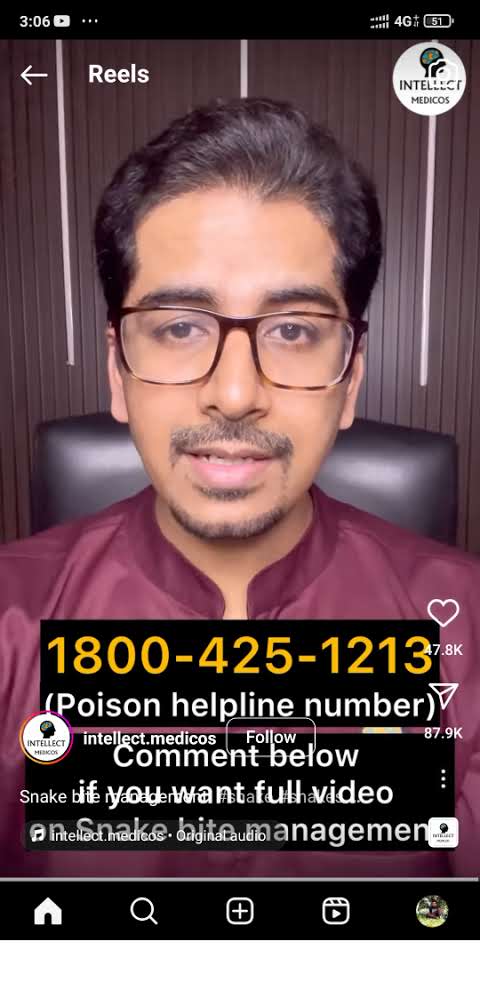 3:06
4G
51
Reels
INTELLECT
MEDICOS
1800-425-1213
47.8K
(Poison helpline number)
87.9K
INTELLECT
MEDICOS
intellect.medicos
Follow
Comment below
if you want full video
Snake bite management #snake #snakes
on Snake bite management
intellect.medicos • Original audio